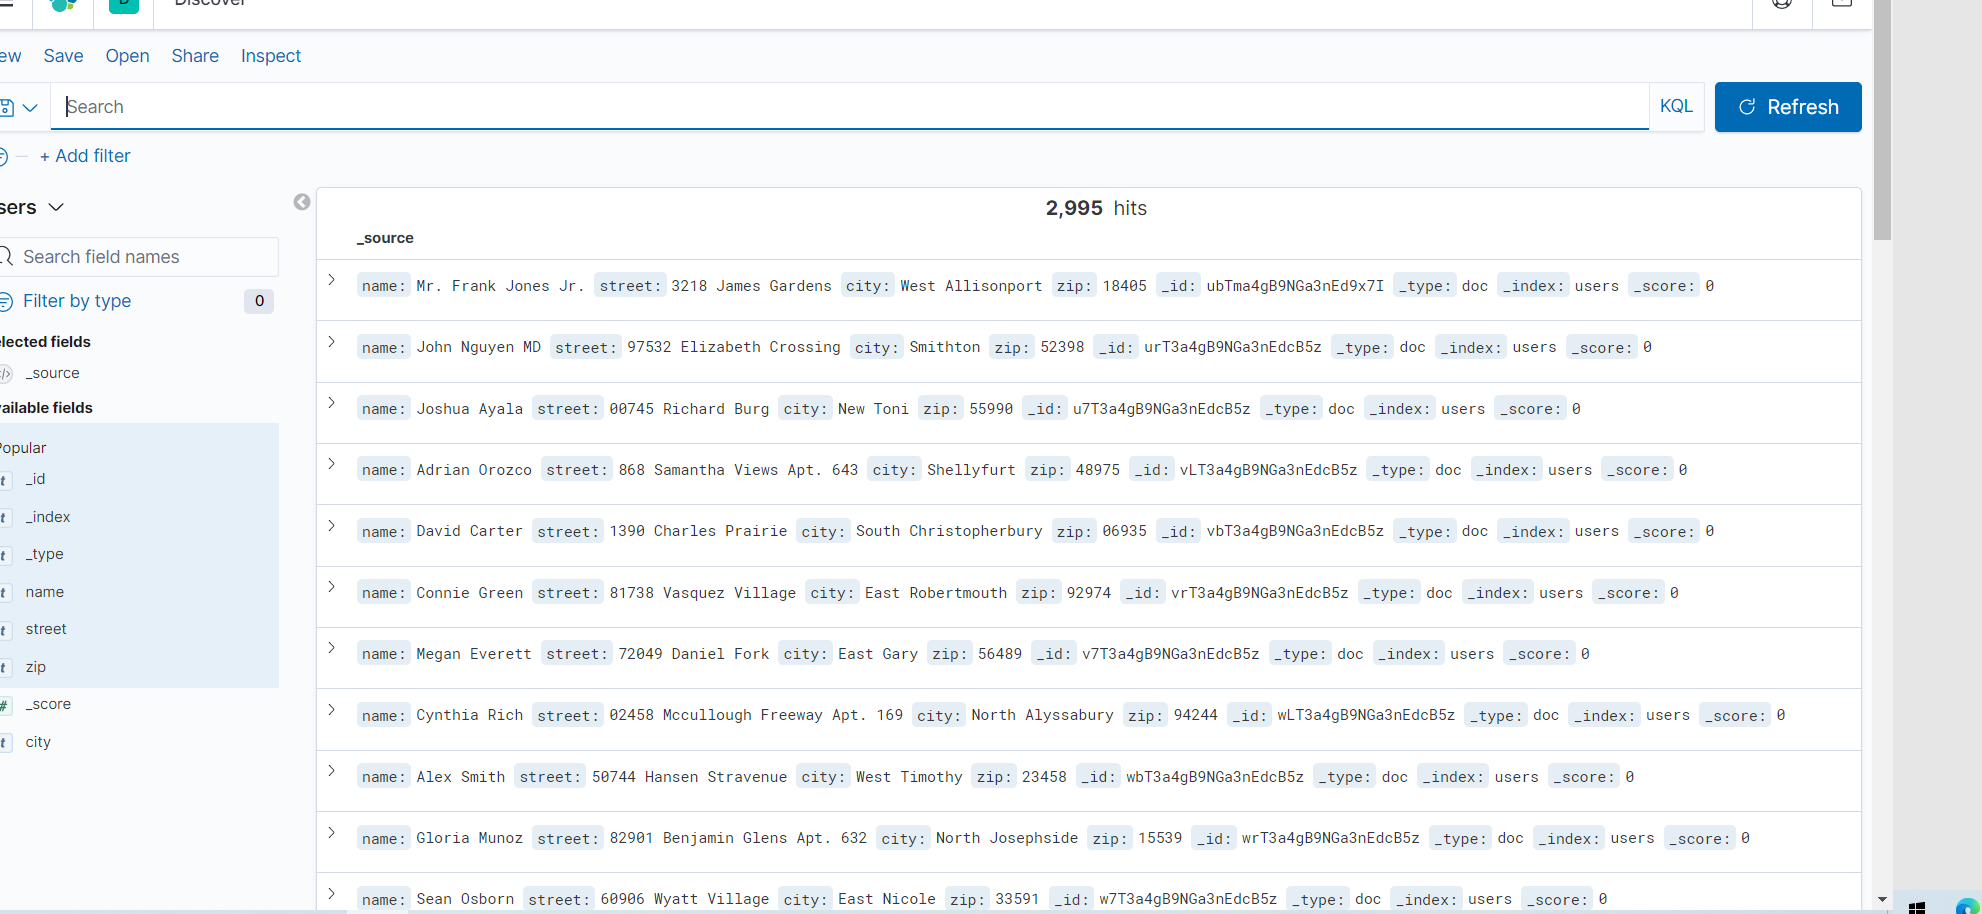 D Discover
ew Save Open Share Inspect
Search KQL Refresh
+ Add filter
sers
2,995 hits
_source
Search field names
Filter by type 0
elected fields
_source
vailable fields
Popular
t _id
t _index
t _type
t name
t street
t zip
# _score
t city
name: Mr. Frank Jones Jr. street: 3218 James Gardens city: West Allisonport zip: 18405 _id: ubTma4gB9NGa3nEd9x7I _type: doc _index: users _score: 0
name: John Nguyen MD street: 97532 Elizabeth Crossing city: Smithton zip: 52398 _id: urT3a4gB9NGa3nEdcB5z _type: doc _index: users _score: 0
name: Joshua Ayala street: 00745 Richard Burg city: New Toni zip: 55990 _id: u7T3a4gB9NGa3nEdcB5z _type: doc _index: users _score: 0
name: Adrian Orozco street: 868 Samantha Views Apt. 643 city: Shellyfurt zip: 48975 _id: vLT3a4gB9NGa3nEdcB5z _type: doc _index: users _score: 0
name: David Carter street: 1390 Charles Prairie city: South Christopherbury zip: 06935 _id: vbT3a4gB9NGa3nEdcB5z _type: doc _index: users _score: 0
name: Connie Green street: 81738 Vasquez Village city: East Robertmouth zip: 92974 _id: vrT3a4gB9NGa3nEdcB5z _type: doc _index: users _score: 0
name: Megan Everett street: 72049 Daniel Fork city: East Gary zip: 56489 _id: v7T3a4gB9NGa3nEdcB5z _type: doc _index: users _score: 0
name: Cynthia Rich street: 02458 Mccullough Freeway Apt. 169 city: North Alyssabury zip: 94244 _id: wLT3a4gB9NGa3nEdcB5z _type: doc _index: users _score: 0
name: Alex Smith street: 50744 Hansen Stravenue city: West Timothy zip: 23458 _id: wbT3a4gB9NGa3nEdcB5z _type: doc _index: users _score: 0
name: Gloria Munoz street: 82901 Benjamin Glens Apt. 632 city: North Josephside zip: 15539 _id: wrT3a4gB9NGa3nEdcB5z _type: doc _index: users _score: 0
name: Sean Osborn street: 60906 Wyatt Village city: East Nicole zip: 33591 _id: w7T3a4gB9NGa3nEdcB5z _type: doc _index: users _score: 0